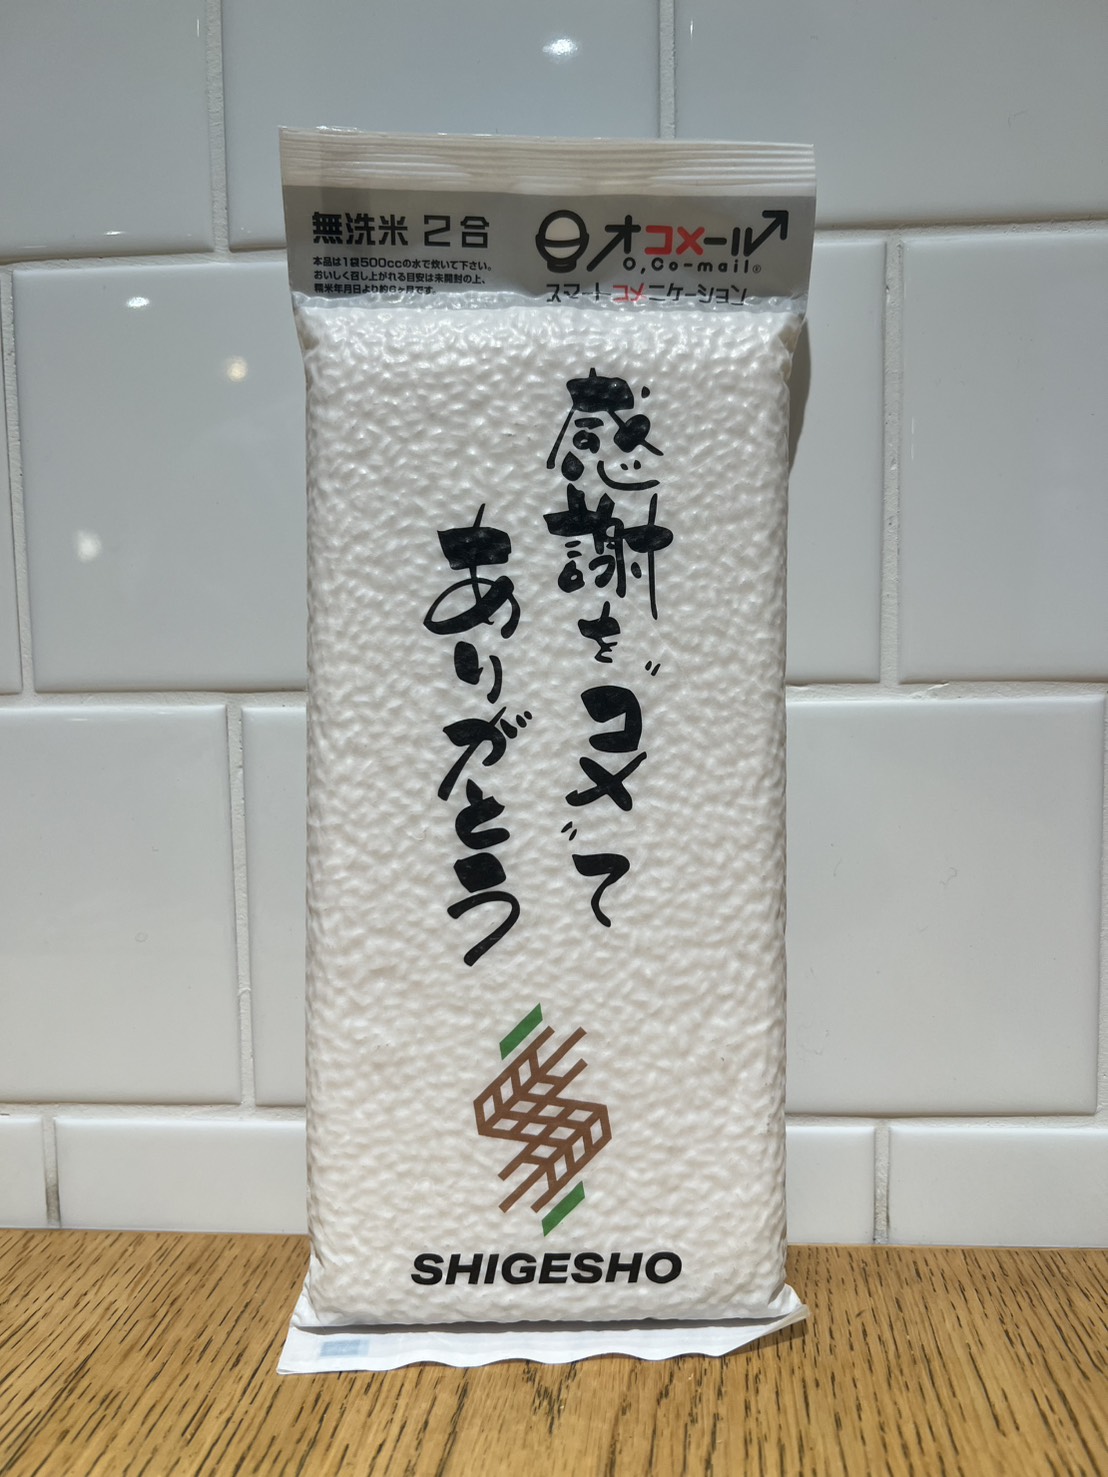 無洗米 2合
本品は1袋500ccの水で炊いて下さい。
おいしく召し上がれる目安は未開封の上、
精米年月日より約6ヶ月です。
オコメール
O,Co-mail®
スマートコメニケーション
感謝を゛コメ゛て
ありがとう
SHIGESHO